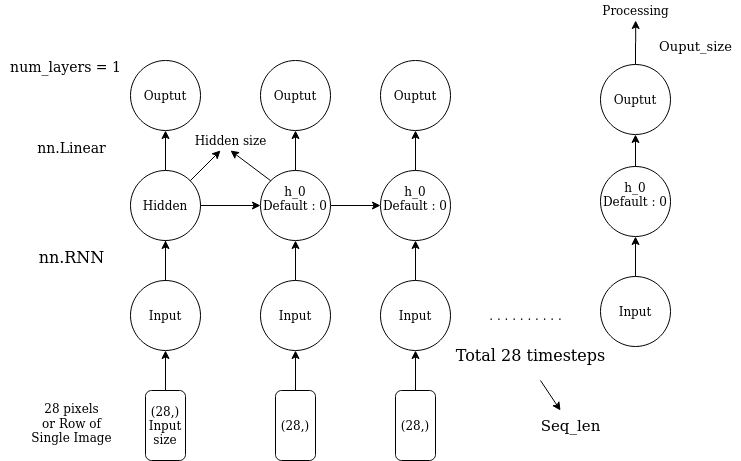 Processing
Ouput_size
num_layers = 1
Ouptut
Ouptut
Ouptut
Ouptut
nn.Linear
Hidden size
Hidden
h_0
Default : 0
h_0
Default : 0
h_0
Default : 0
nn.RNN
Input
Input
Input
. . . . . . . . . .
Input
Total 28 timesteps
Seq_len
28 pixels
or Row of
Single Image
(28,)
Input
size
(28,)
(28,)